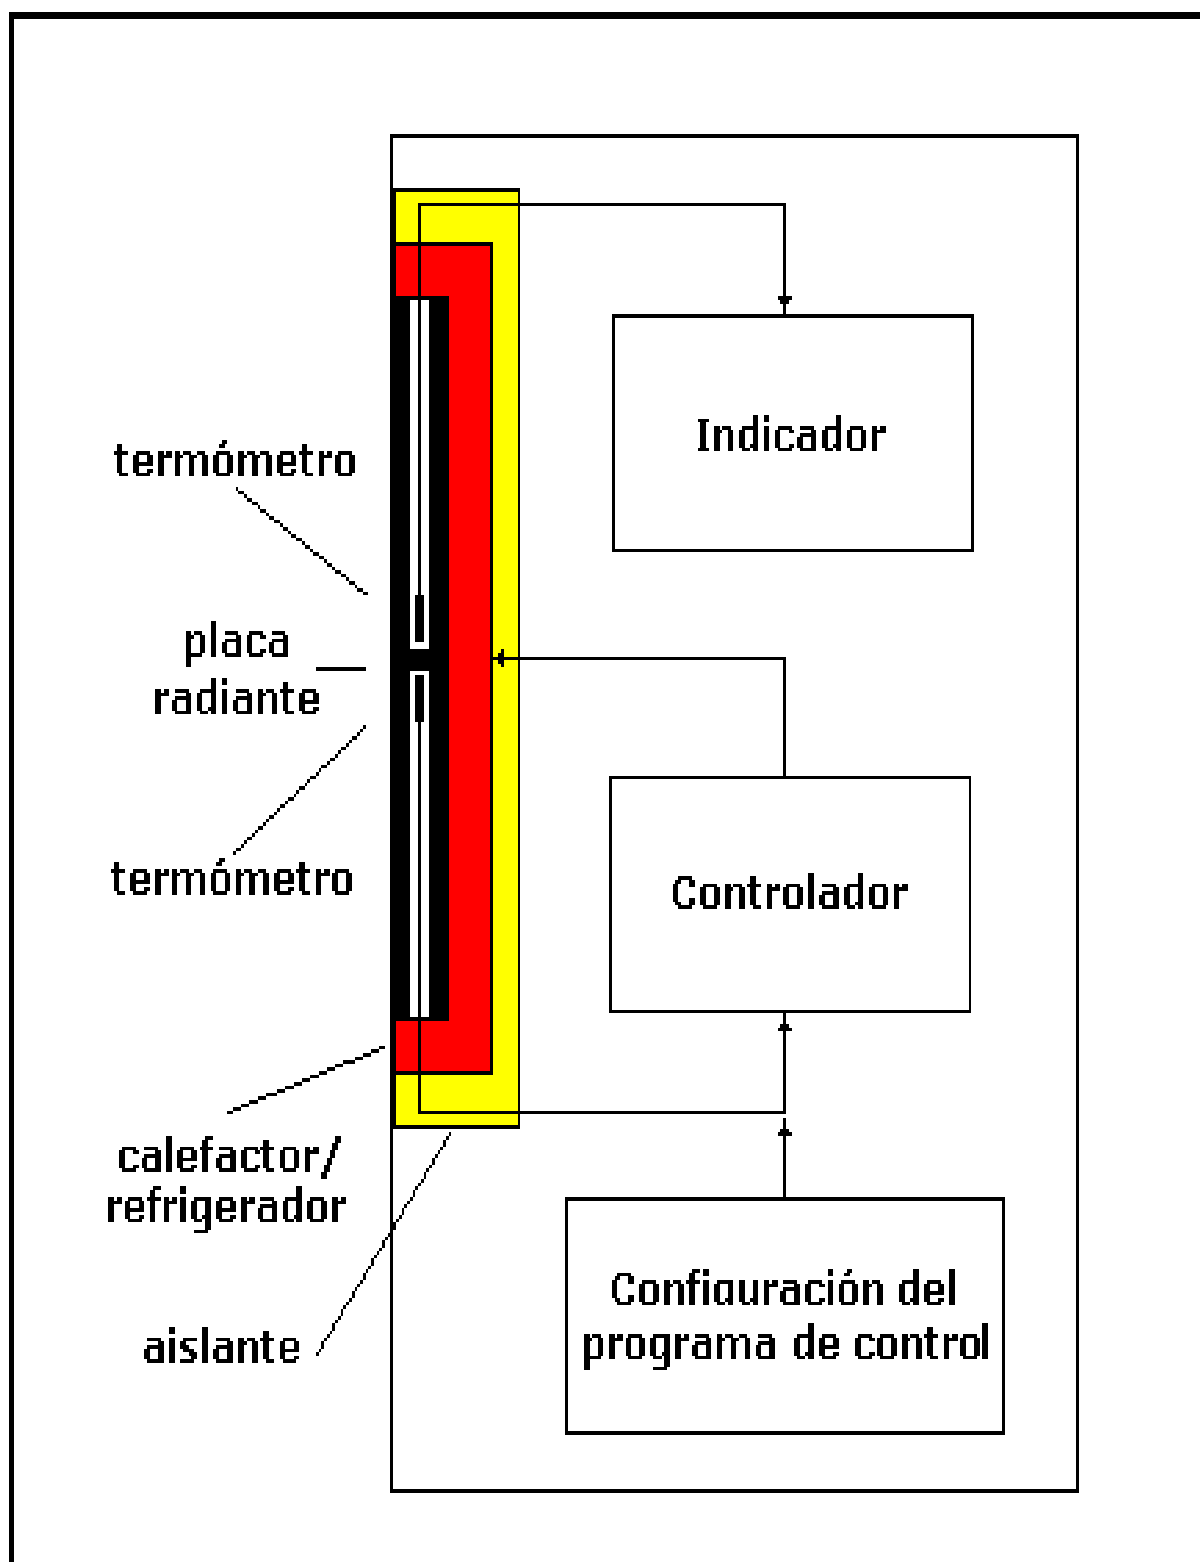 Indicador
termómetro
placa
radiante
termómetro
Controlador
calefactor/
refrigerador
Configuración del
programa de control
aislante